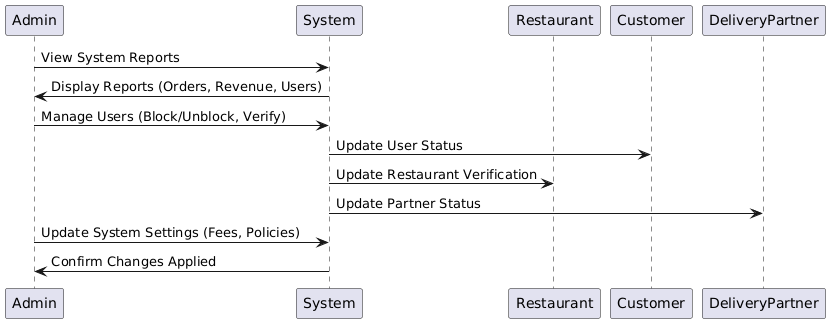 Admin System Restaurant Customer DeliveryPartner
View System Reports
Display Reports (Orders, Revenue, Users)
Manage Users (Block/Unblock, Verify)
Update User Status
Update Restaurant Verification
Update Partner Status
Update System Settings (Fees, Policies)
Confirm Changes Applied
Admin System Restaurant Customer DeliveryPartner